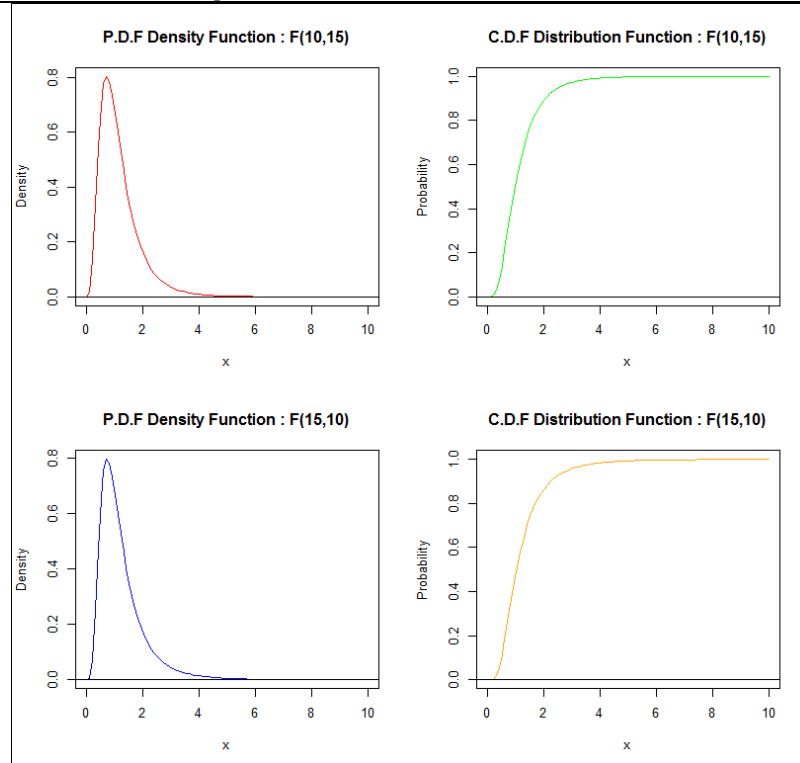 P.D.F Density Function : F(10,15)
Density
0.0 0.2 0.4 0.6 0.8
0 2 4 6 8 10
x
C.D.F Distribution Function : F(10,15)
Probability
0.0 0.2 0.4 0.6 0.8 1.0
0 2 4 6 8 10
x
P.D.F Density Function : F(15,10)
Density
0.0 0.2 0.4 0.6 0.8
0 2 4 6 8 10
x
C.D.F Distribution Function : F(15,10)
Probability
0.0 0.2 0.4 0.6 0.8 1.0
0 2 4 6 8 10
x